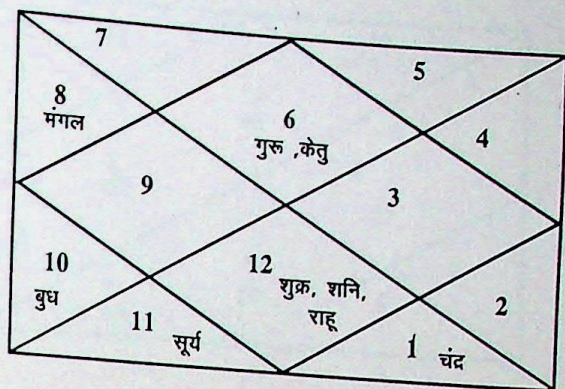 7
5
8
मंगल
6
गुरू ,केतु
4
9
3
10
बुध
12
शुक्र, शनि,
राहू
2
11
सूर्य
1
चंद्र